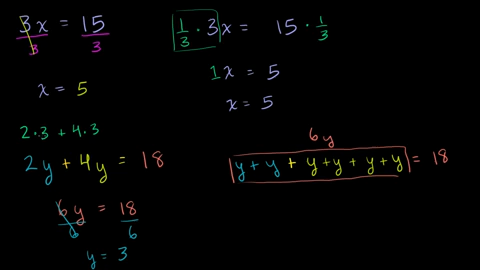 3x = 15
3 3
x = 5
1/3 · 3x = 15 · 1/3
1x = 5
x = 5
2·3 + 4·3
2y + 4y = 18
6y = 18
6 6
y = 3
6y
y + y + y + y + y + y = 18